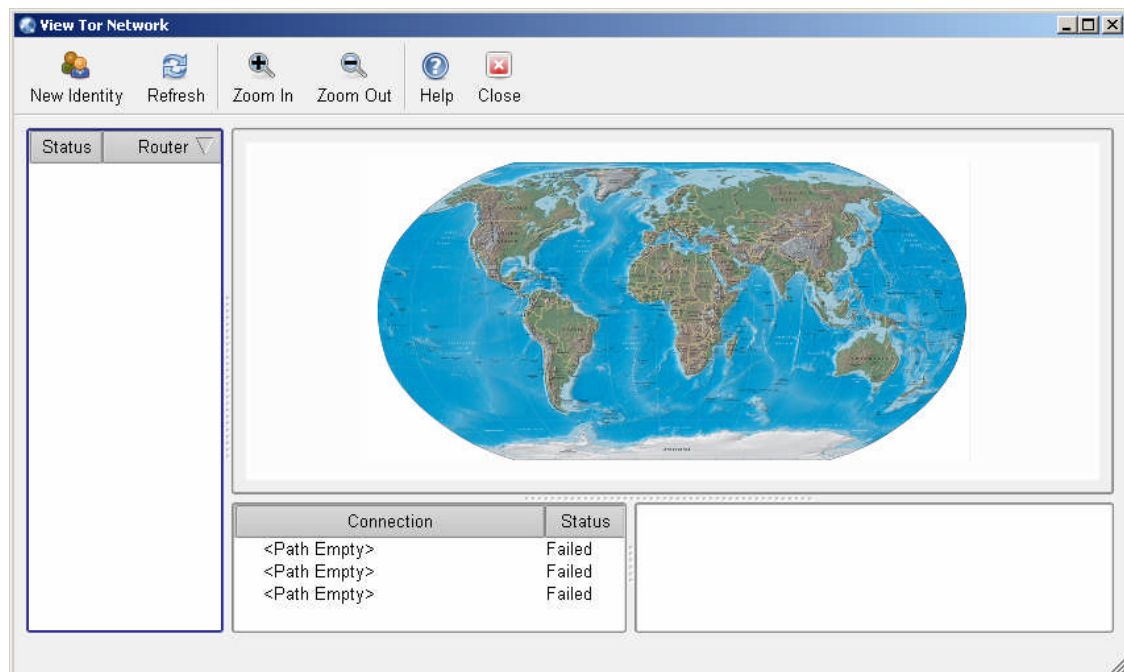 View Tor Network
New Identity Refresh Zoom In Zoom Out Help Close
Status Router
Connection Status
<Path Empty> Failed
<Path Empty> Failed
<Path Empty> Failed